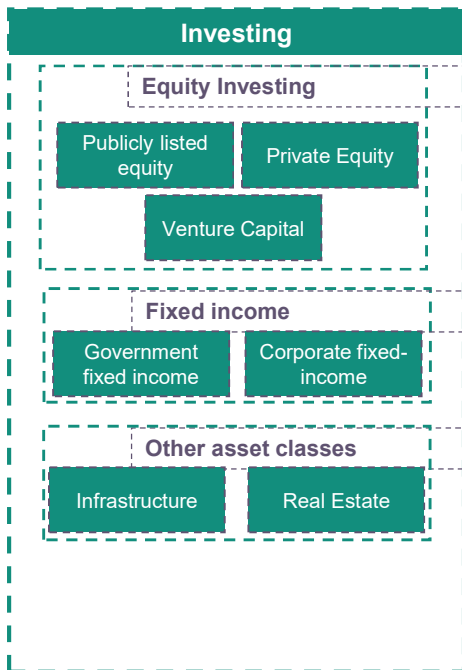 Investing
Equity Investing
Publicly listed
equity
Private Equity
Venture Capital
Fixed income
Government
fixed income
Corporate fixed-
income
Other asset classes
Infrastructure
Real Estate